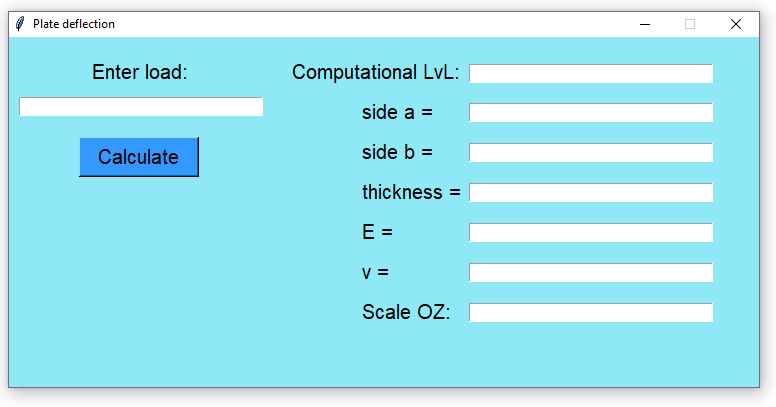 Plate deflection
Enter load:
Calculate
Computational LvL:
side a =
side b =
thickness =
E =
v =
Scale OZ: